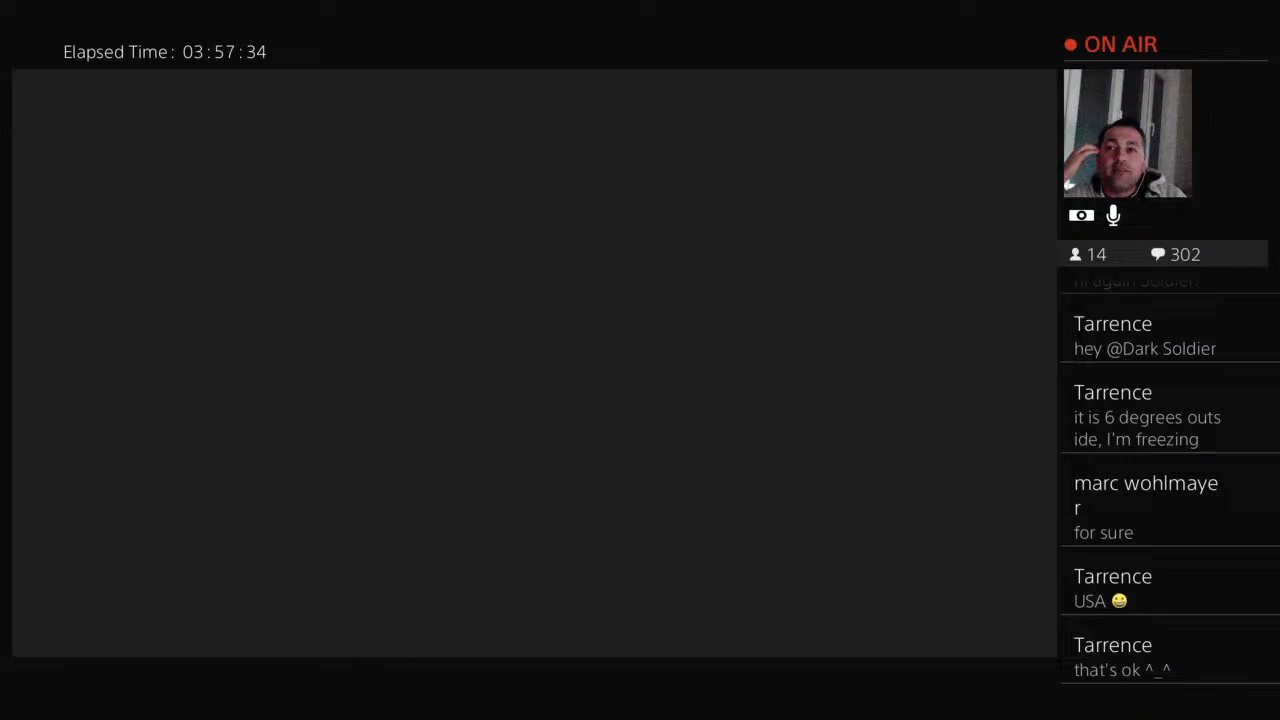 Elapsed Time: 03:57:34
ON AIR
14 302
Tarrence
hey @Dark Soldier
Tarrence
it is 6 degrees outs
ide, I'm freezing
marc wohlmaye
r
for sure
Tarrence
USA 😀
Tarrence
that's ok ^_^